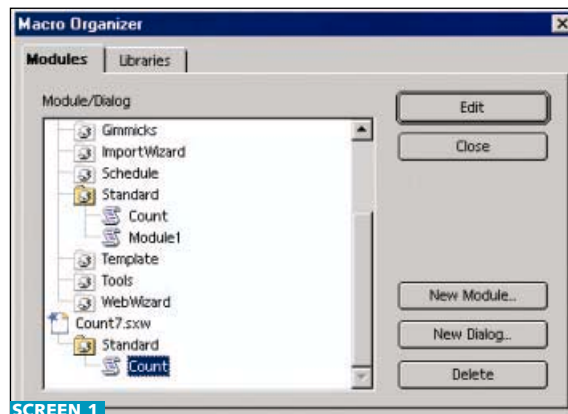 Macro Organizer
Modules
Libraries
Module/Dialog
Gimmicks
ImportWizard
Schedule
Standard
Count
Module1
Template
Tools
WebWizard
Count7.sxw
Standard
Count
Edit
Close
New Module..
New Dialog..
Delete
SCREEN 1